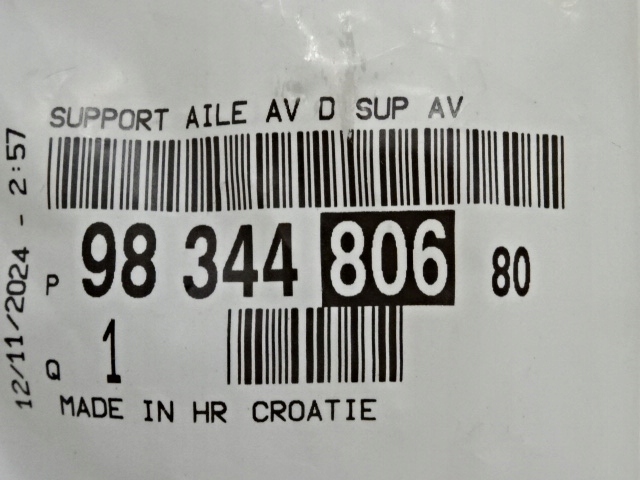 SUPPORT AILE AV D SUP AV
P 98 344 806 80
Q 1
MADE IN HR CROATIE
12/11/2024 - 2:57